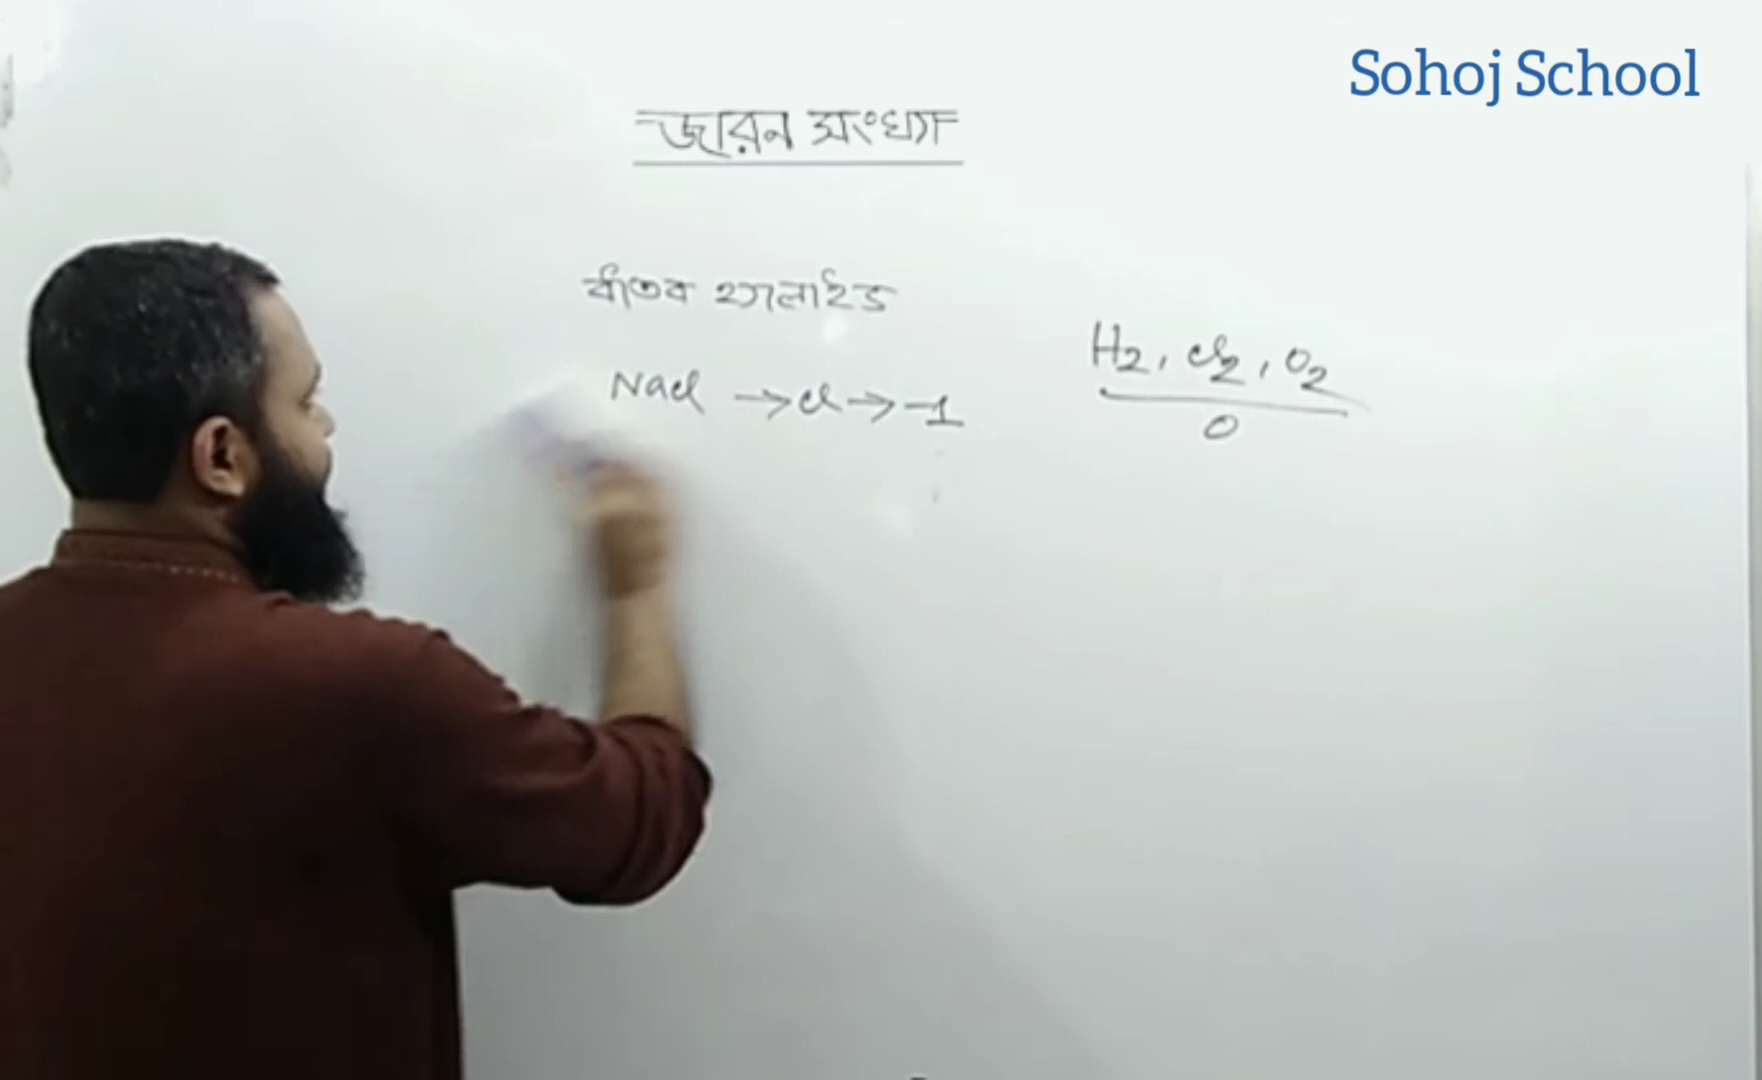 Sohoj School
জারন সংখ্যা
ধাতব হ্যালাইড
H2, Cl2, O2
NaCl → Cl → -1
0